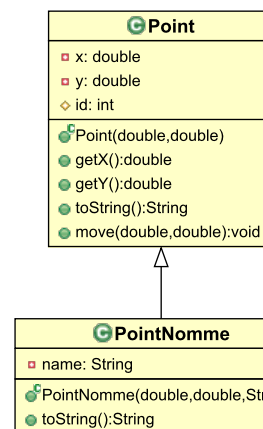 Point
x: double
y: double
id: int
Point(double,double)
getX():double
getY():double
toString():String
move(double,double):void
PointNomme
name: String
PointNomme(double,double,Str
toString():String